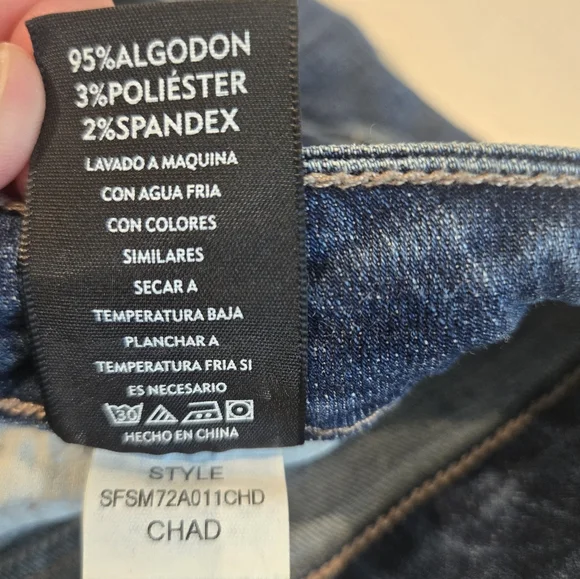 95%ALGODON
3%POLIÉSTER
2%SPANDEX
LAVADO A MAQUINA
CON AGUA FRIA
CON COLORES
SIMILARES
SECAR A
TEMPERATURA BAJA
PLANCHAR A
TEMPERATURA FRIA SI
ES NECESARIO
30
HECHO EN CHINA
STYLE
SFSM72A011CHD
CHAD